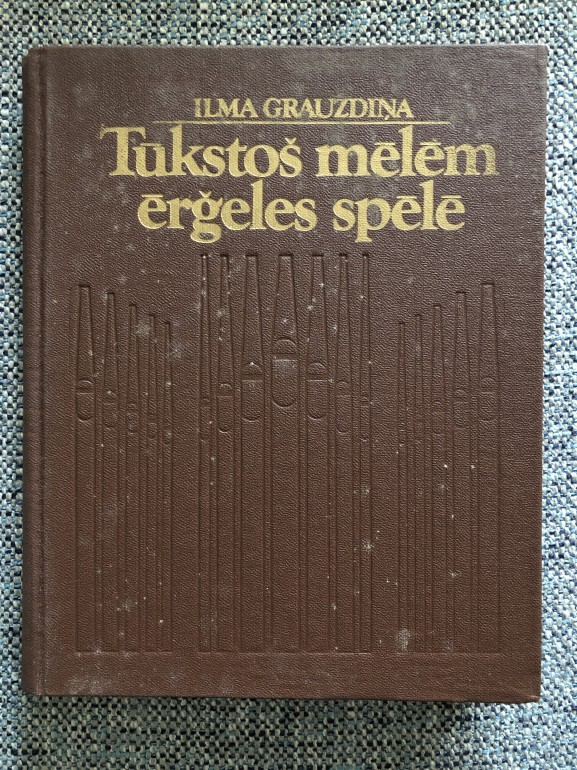 ILMA GRAUZDIŅA
Tūkstoš mēlēm
ērģeles spēlē